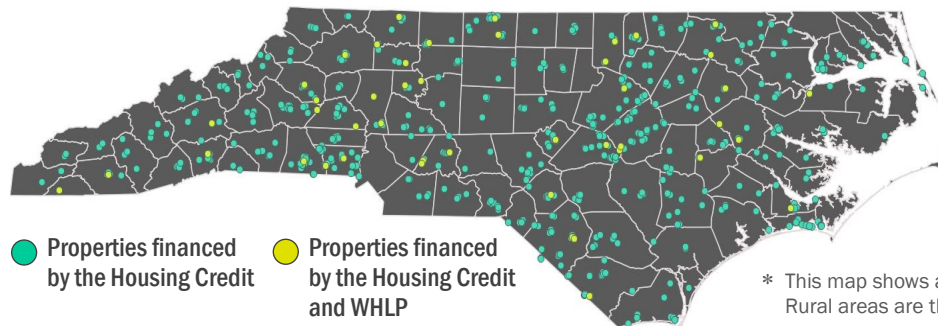 Properties financed
by the Housing Credit
Properties financed
by the Housing Credit
and WHLP
* This map shows a
Rural areas are th